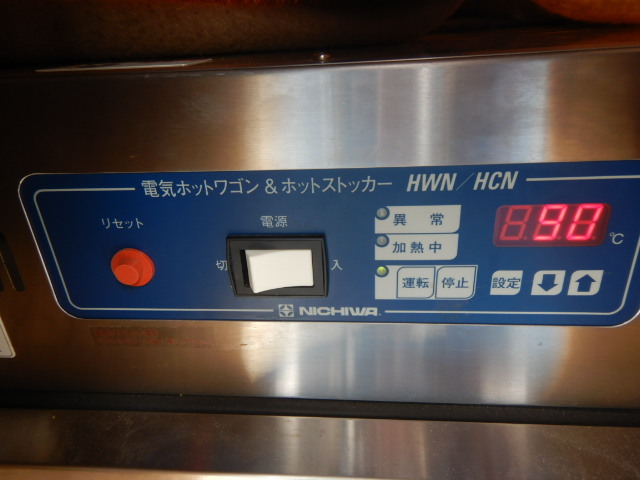 電気ホットワゴン & ホットストッカー HWN/HCN
リセット
電源
切 入
異常
加熱中
運転 停止
90 ℃
設定
NICHIWA